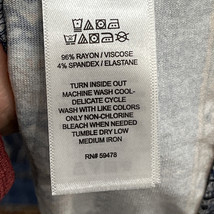 96% RAYON / VISCOSE
4% SPANDEX / ELASTANE
TURN INSIDE OUT
MACHINE WASH COOL-
DELICATE CYCLE
WASH WITH LIKE COLORS
ONLY NON-CHLORINE
BLEACH WHEN NEEDED
TUMBLE DRY LOW
MEDIUM IRON
RN# 59478